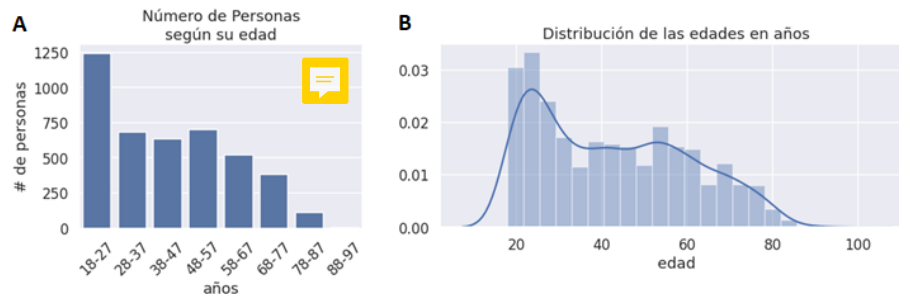 A
Número de Personas
según su edad
# de personas
1250
1000
750
500
250
0
18-27
28-37
38-47
48-57
58-67
68-77
78-87
88-97
años
B
Distribución de las edades en años
0.03
0.02
0.01
0.00
20
40
60
80
100
edad